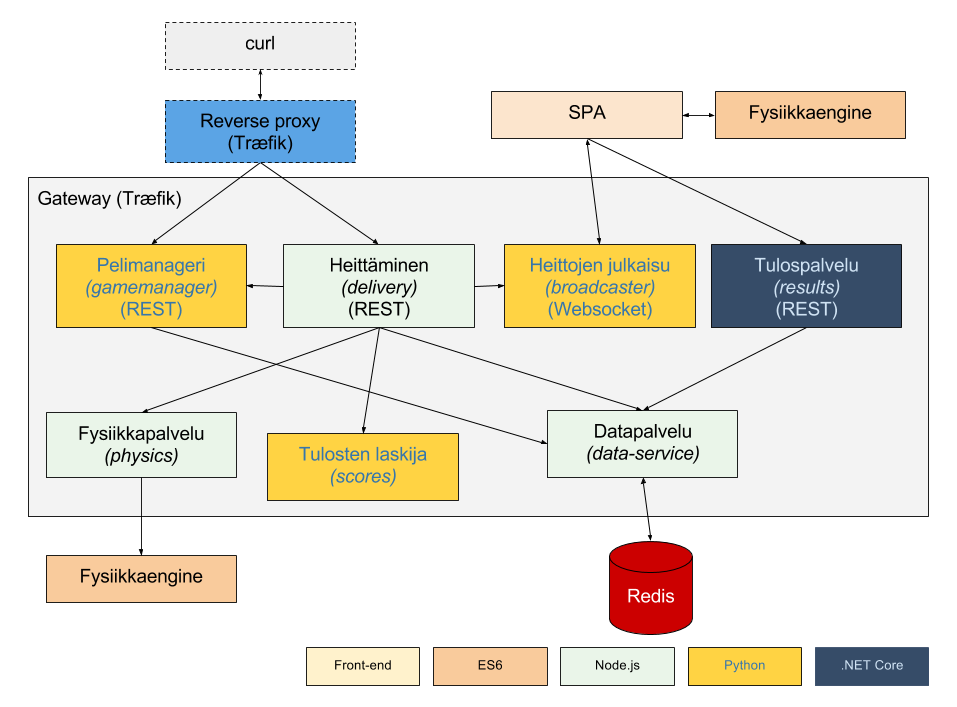 curl
Reverse proxy
(Træfik)
SPA
Fysiikkaengine
Gateway (Træfik)
Pelimanageri
(gamemanager)
(REST)
Heittäminen
(delivery)
(REST)
Heittojen julkaisu
(broadcaster)
(Websocket)
Tulospalvelu
(results)
(REST)
Fysiikkapalvelu
(physics)
Tulosten laskija
(scores)
Datapalvelu
(data-service)
Fysiikkaengine
Redis
Front-end
ES6
Node.js
Python
.NET Core